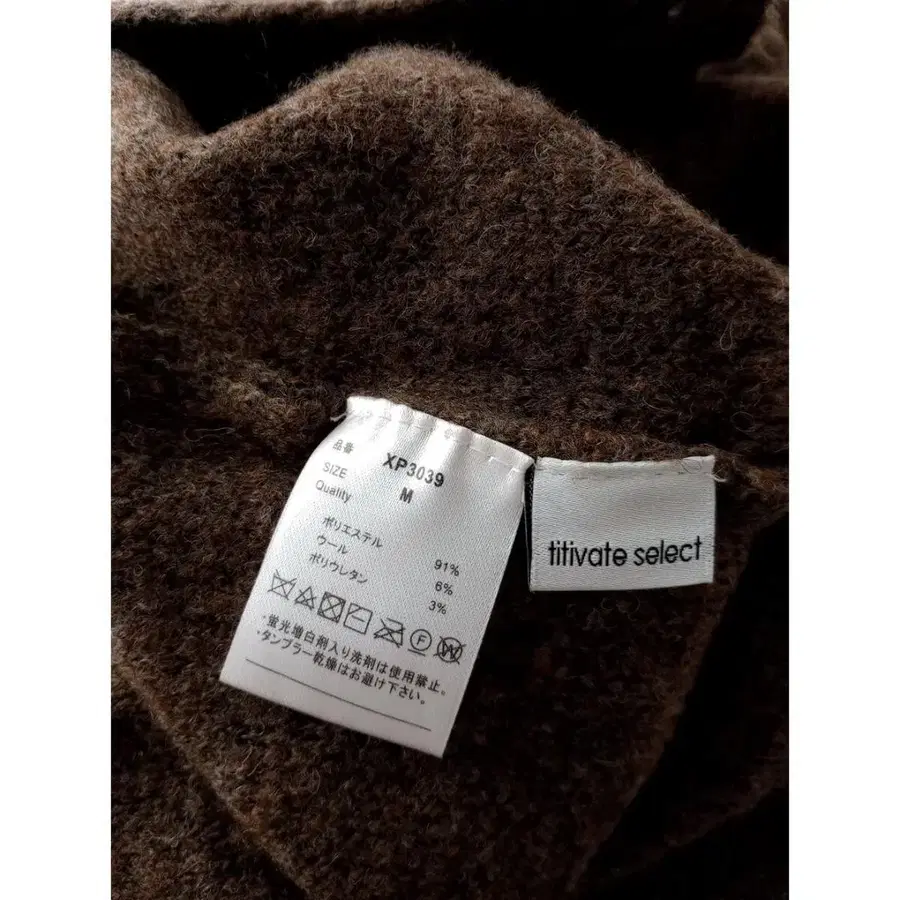 品番 XP3039
SIZE M
Quality
ポリエステル 91%
ウール 6%
ポリウレタン 3%
・蛍光増白剤入り洗剤は使用禁止。
・タンブラー乾燥はお避け下さい。
titivate select